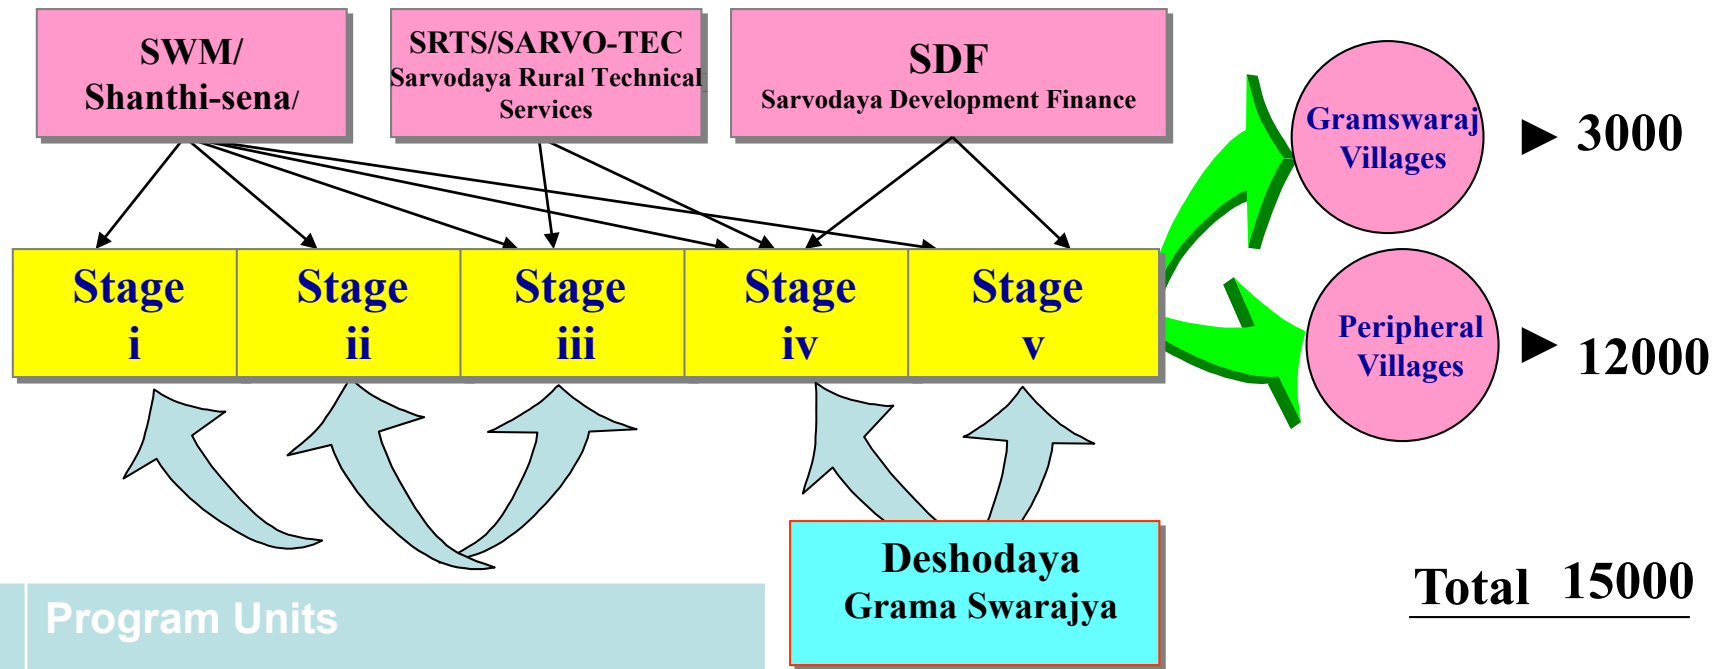 SWM/
Shanthi-sena/
SRTS/SARVO-TEC
Sarvodaya Rural Technical
Services
SDF
Sarvodaya Development Finance
Gramswaraj
Villages
3000
Stage
i
Stage
ii
Stage
iii
Stage
iv
Stage
v
Peripheral
Villages
12000
Deshodaya
Grama Swarajya
Total 15000
Program Units